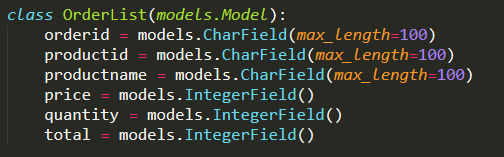 class OrderList(models.Model):
    orderid = models.CharField(max_length=100)
    productid = models.CharField(max_length=100)
    productname = models.CharField(max_length=100)
    price = models.IntegerField()
    quantity = models.IntegerField()
    total = models.IntegerField()